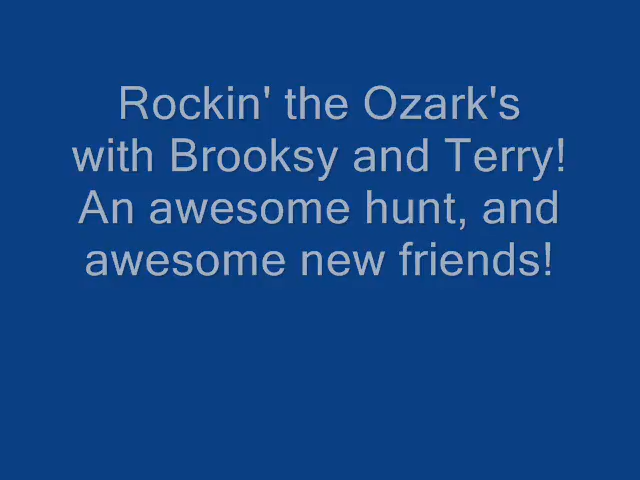 Rockin' the Ozark's
with Brooksy and Terry!
An awesome hunt, and
awesome new friends!